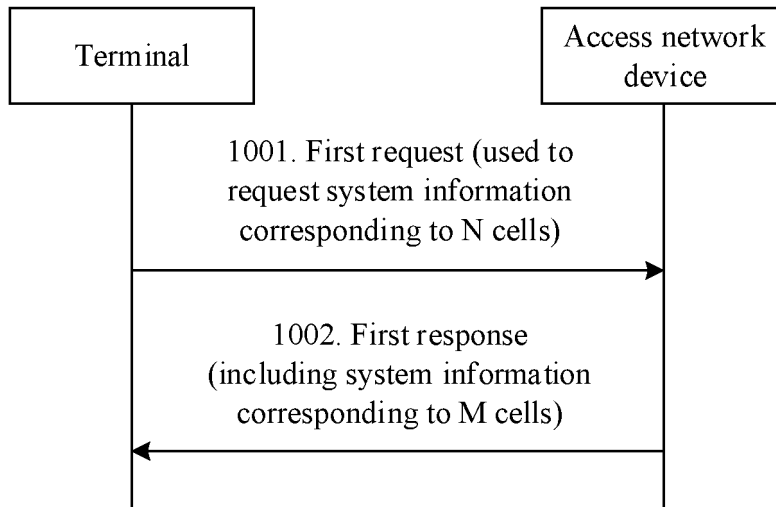 Terminal
Access network
device
1001. First request (used to
request system information
corresponding to N cells)
1002. First response
(including system information
corresponding to M cells)